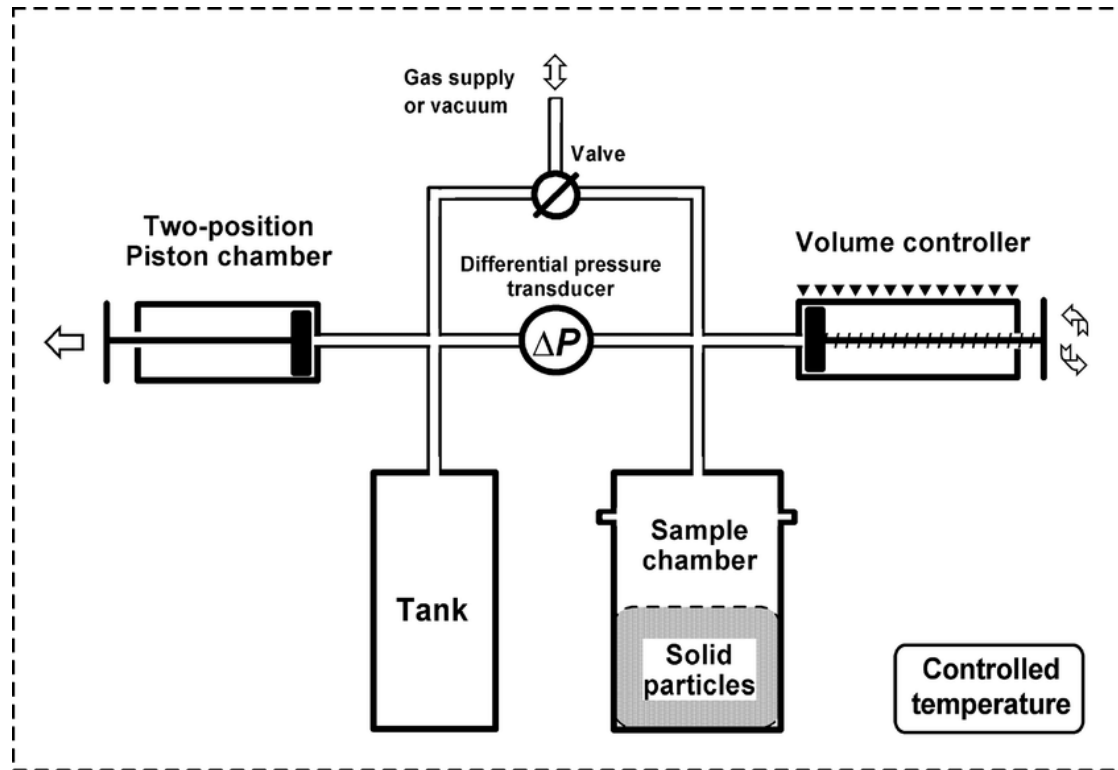 Gas supply
or vacuum
Valve
Two-position
Piston chamber
Differential pressure
transducer
Volume controller
ΔP
Tank
Sample
chamber
Solid
particles
Controlled
temperature